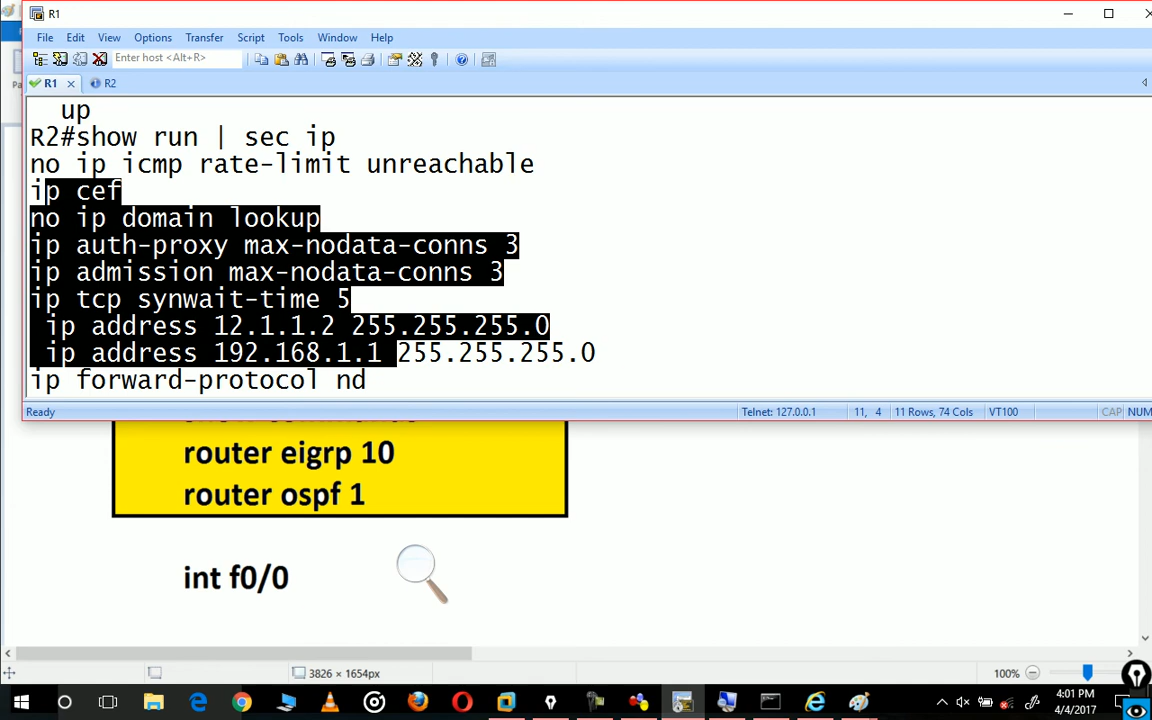 R1
File Edit View Options Transfer Script Tools Window Help
Enter host <Alt+R>
R1 R2
up
R2#show run | sec ip
no ip icmp rate-limit unreachable
ip cef
no ip domain lookup
ip auth-proxy max-nodata-conns 3
ip admission max-nodata-conns 3
ip tcp synwait-time 5
ip address 12.1.1.2 255.255.255.0
ip address 192.168.1.1 255.255.255.0
ip forward-protocol nd
Ready Telnet: 127.0.0.1 11, 4 11 Rows, 74 Cols VT100 CAP NUM
router eigrp 10
router ospf 1
int f0/0
3826 × 1654px 100%
4:01 PM
4/4/2017